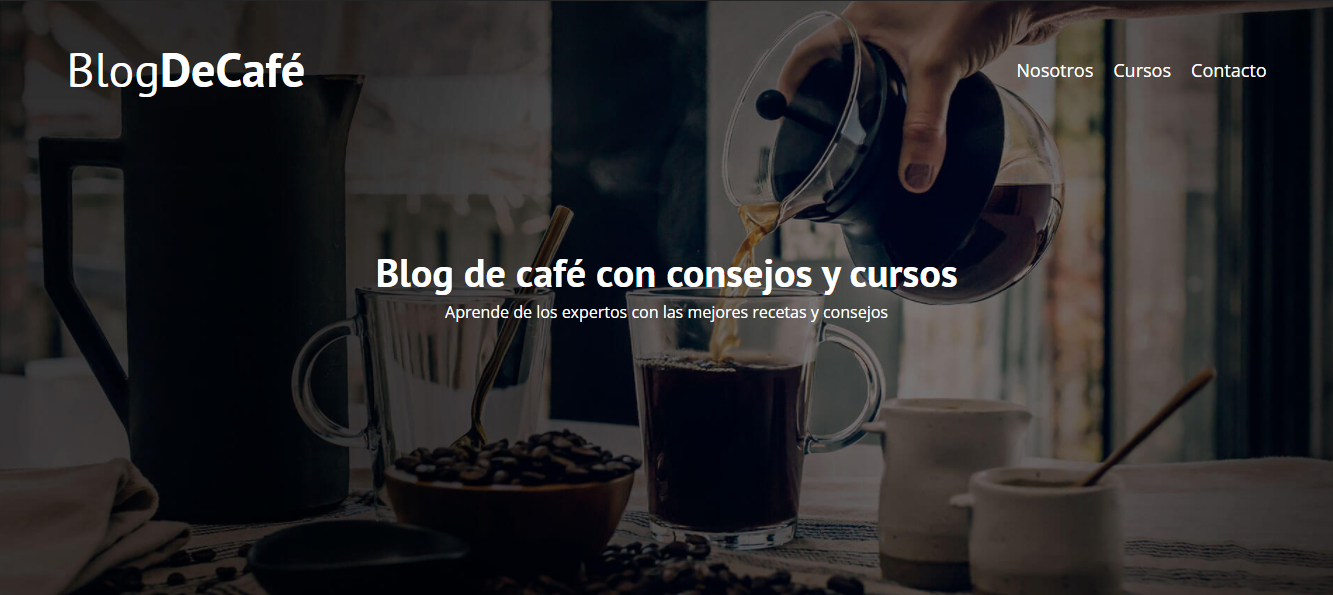 BlogDeCafé
Nosotros Cursos Contacto
Blog de café con consejos y cursos
Aprende de los expertos con las mejores recetas y consejos